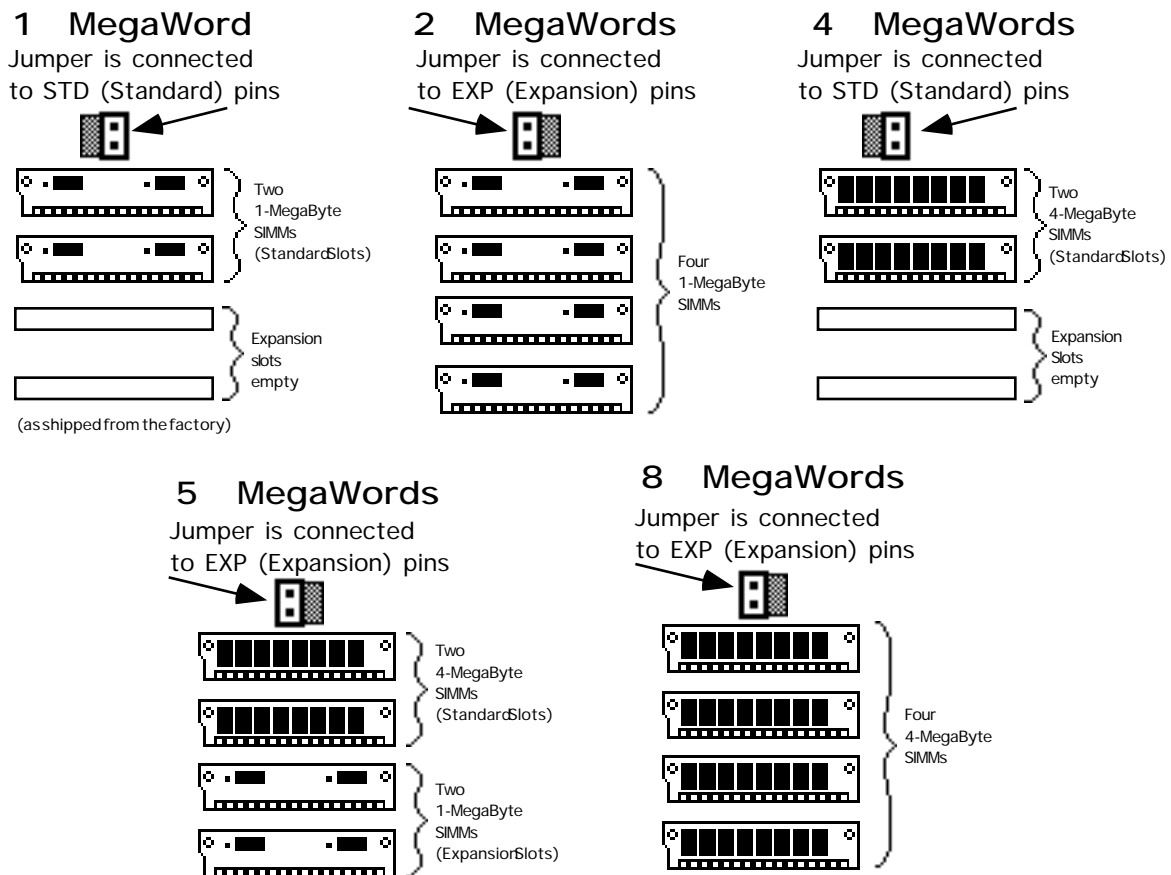 1 MegaWord
Jumper is connected
to STD (Standard) pins
Two
1-MegaByte
SIMMs
(StandardSlots)
Expansion
slots
empty
(as shipped from the factory)
2 MegaWords
Jumper is connected
to EXP (Expansion) pins
Four
1-MegaByte
SIMMs
4 MegaWords
Jumper is connected
to STD (Standard) pins
Two
4-MegaByte
SIMMs
(StandardSlots)
Expansion
Slots
empty
5 MegaWords
Jumper is connected
to EXP (Expansion) pins
Two
4-MegaByte
SIMMs
(StandardSlots)
Two
1-MegaByte
SIMMs
(ExpansionSlots)
8 MegaWords
Jumper is connected
to EXP (Expansion) pins
Four
4-MegaByte
SIMMs